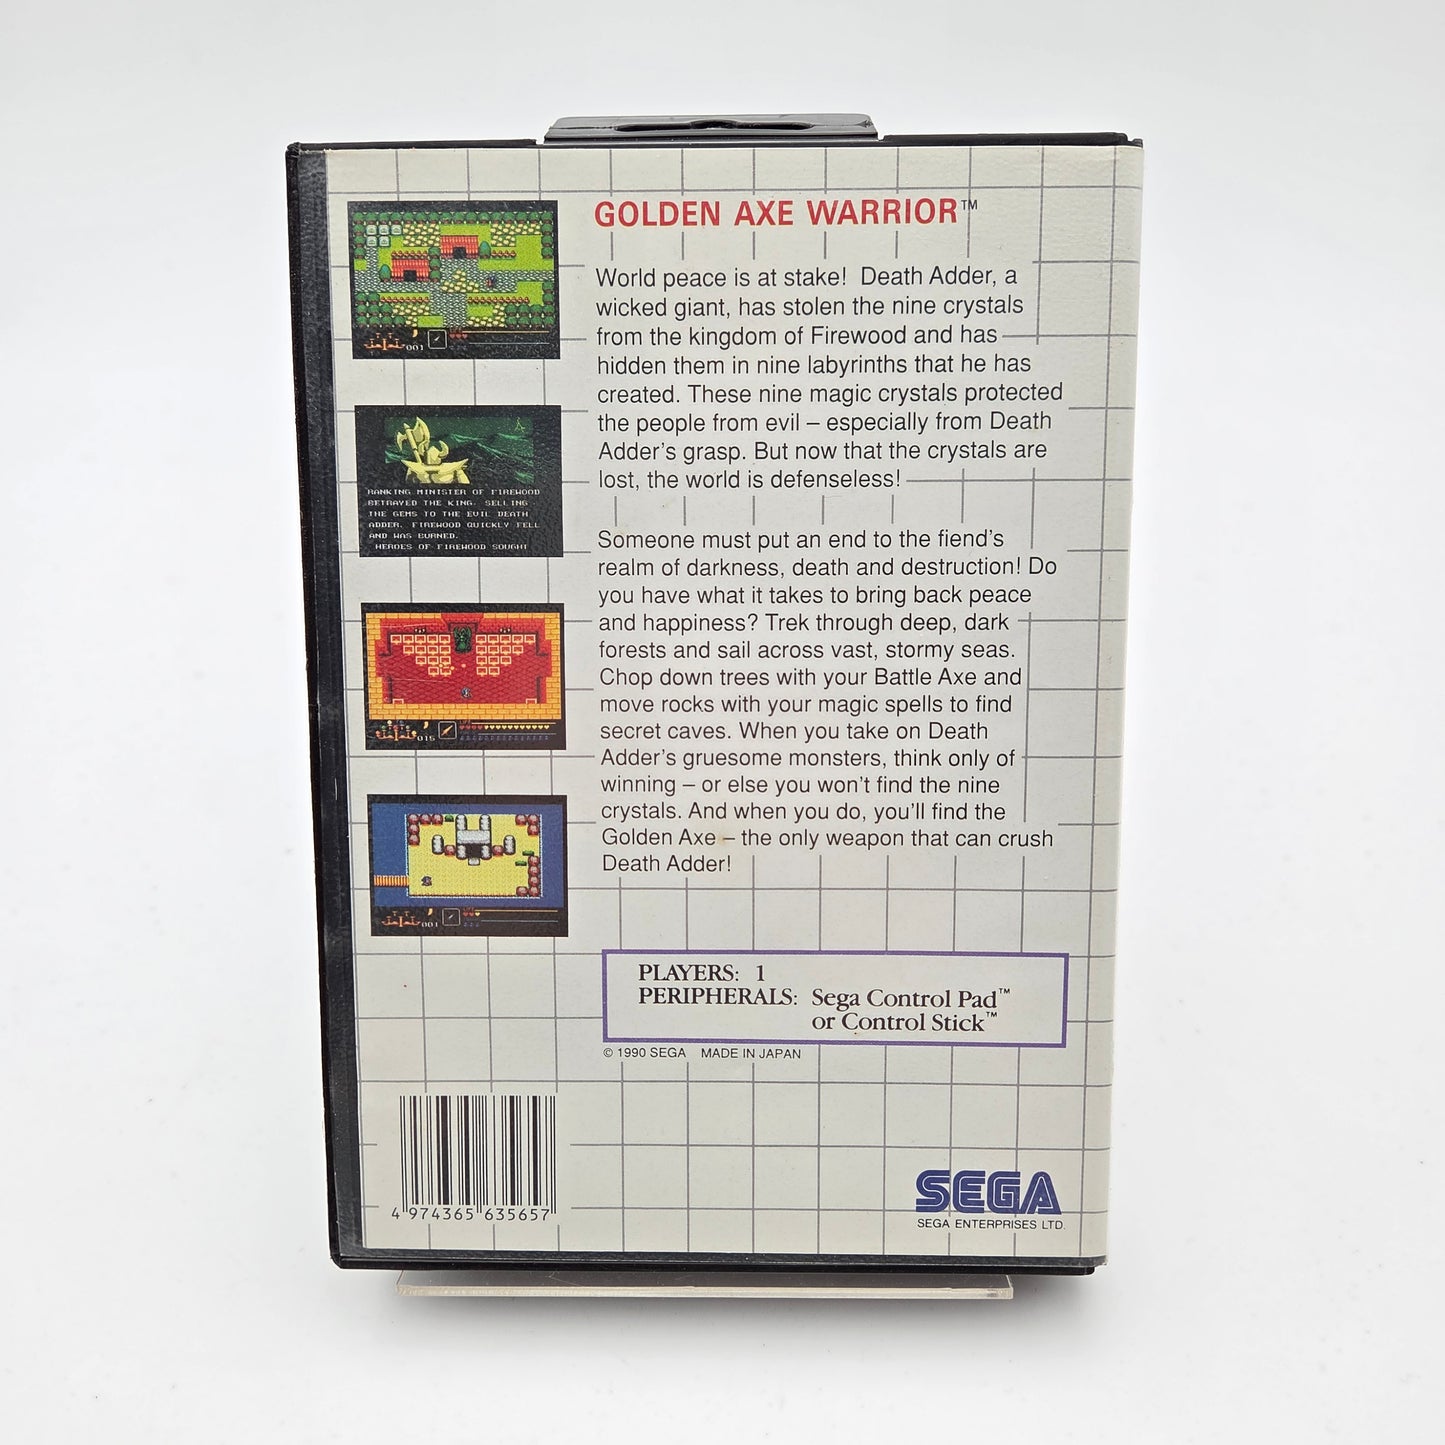 GOLDEN AXE WARRIOR™
World peace is at stake! Death Adder, a
wicked giant, has stolen the nine crystals
from the kingdom of Firewood and has
hidden them in nine labyrinths that he has
created. These nine magic crystals protected
the people from evil – especially from Death
Adder's grasp. But now that the crystals are
lost, the world is defenseless!
Someone must put an end to the fiend's
realm of darkness, death and destruction! Do
you have what it takes to bring back peace
and happiness? Trek through deep, dark
forests and sail across vast, stormy seas.
Chop down trees with your Battle Axe and
move rocks with your magic spells to find
secret caves. When you take on Death
Adder's gruesome monsters, think only of
winning – or else you won't find the nine
crystals. And when you do, you'll find the
Golden Axe – the only weapon that can crush
Death Adder!
001
RANKING MINISTER OF FIREWOOD
BETRAYED THE KING, SELLING
THE GEMS TO THE EVIL DEATH
ADDER. FIREWOOD QUICKLY FELL
AND WAS BURNED.
HEROES OF FIREWOOD SOUGHT
015
001
PLAYERS: 1
PERIPHERALS: Sega Control Pad™
or Control Stick™
© 1990 SEGA MADE IN JAPAN
4 974365 635657
SEGA
SEGA ENTERPRISES LTD.